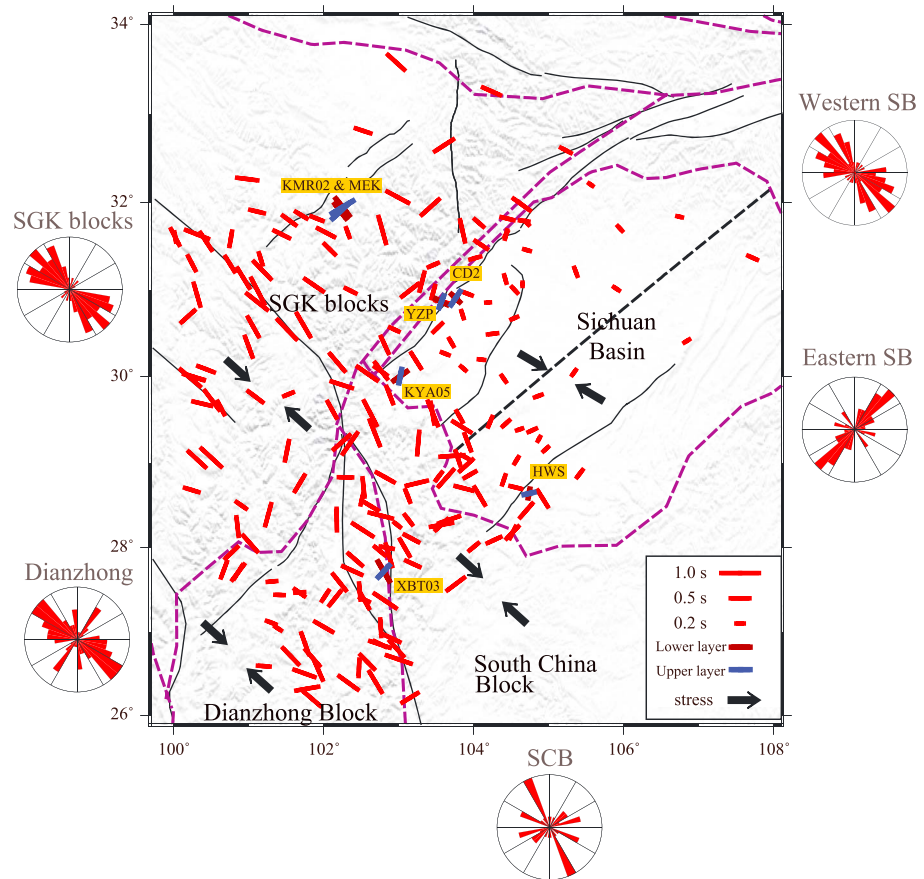 34°
Western SB
32°
KMR02 & MEK
SGK blocks
CD2
SGK blocks
YZP
Sichuan
Basin
30°
Eastern SB
KYA05
HWS
28°
Dianzhong
XBT03
1.0 s
0.5 s
0.2 s
Lower layer
Upper layer
stress
South China
Block
Dianzhong Block
26°
100°
102°
104°
106°
108°
SCB